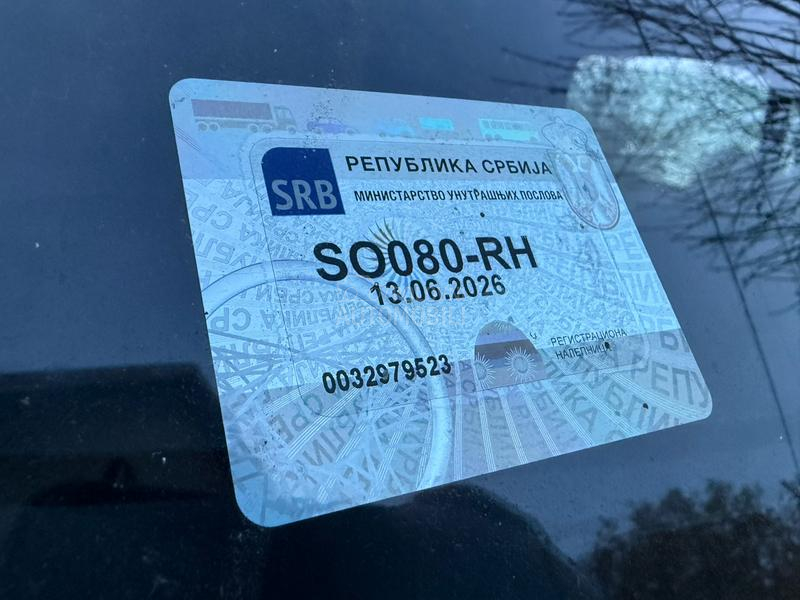 SRB
РЕПУБЛИКА СРБИЈА
МИНИСТАРСТВО УНУТРАШЊИХ ПОСЛОВА
SO080-RH
13.06.2026
РЕГИСТРАЦИОНА
НАЛЕПНИЦА
0032979523